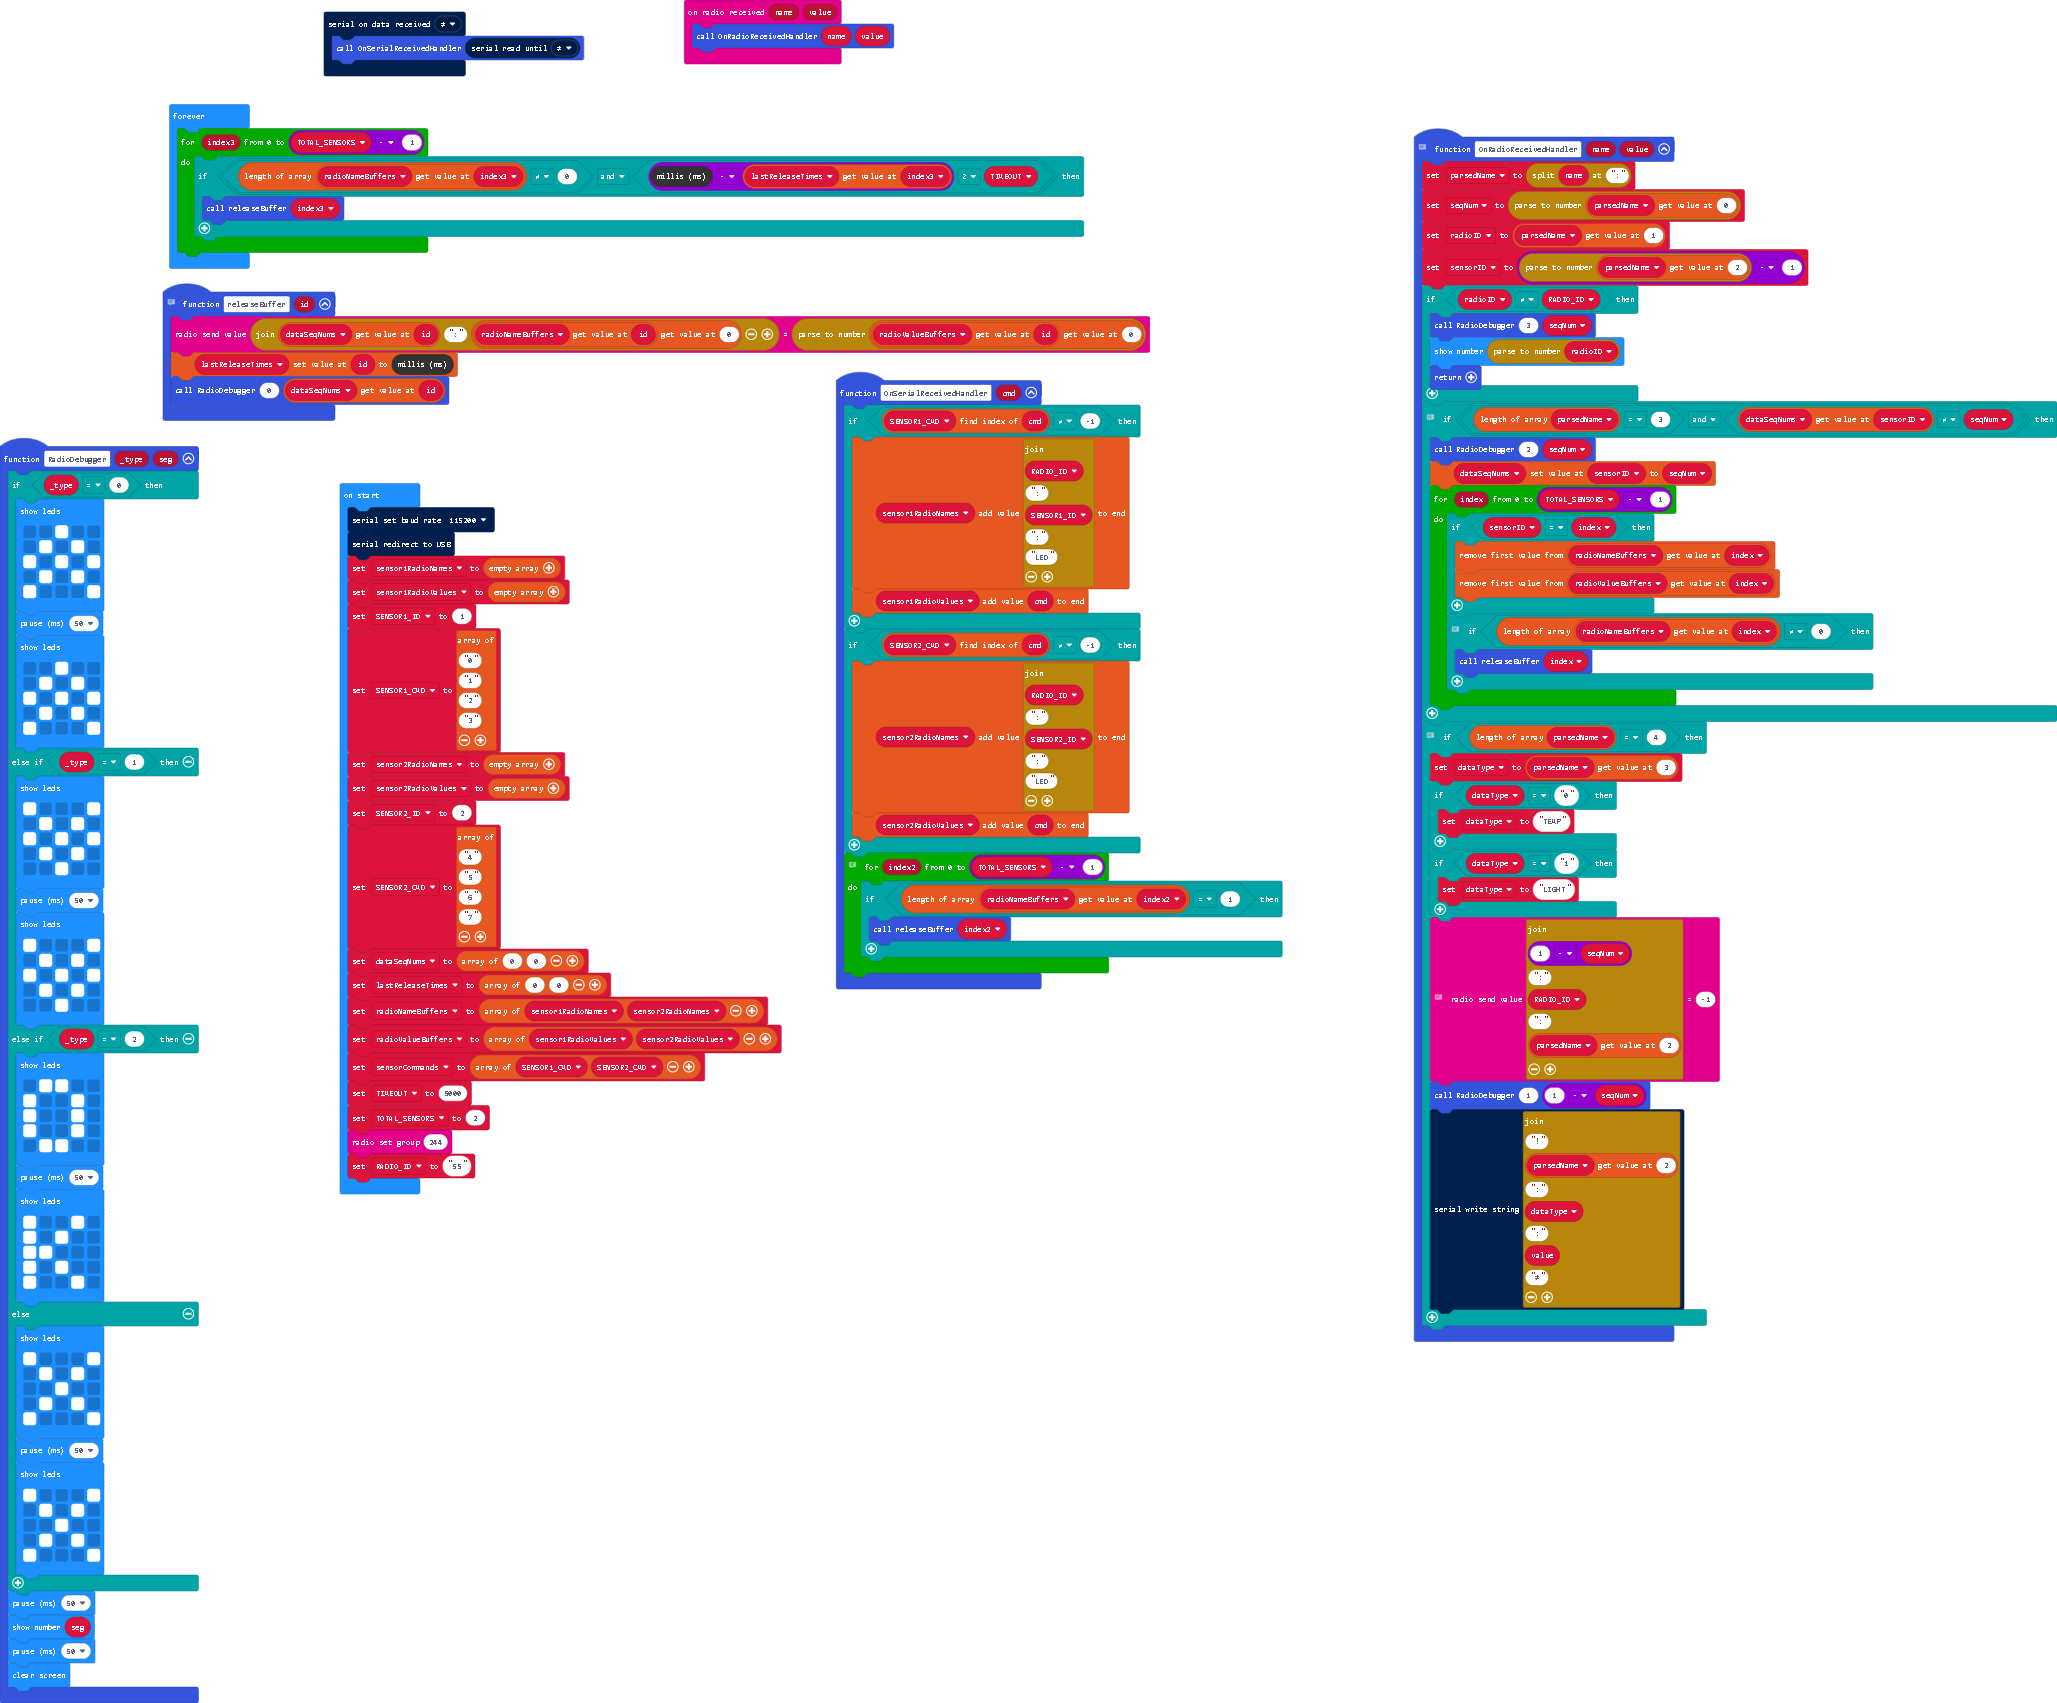 serial on data received #
call OnSerialReceivedHandler serial read until #
on radio received name value
call OnRadioReceivedHandler name value
forever
for index3 from 0 to TOTAL_SENSORS - 1
do
if length of array radioNameBuffers get value at index3 ≠ 0 and millis (ms) - lastReleaseTimes get value at index3 ≥ TIMEOUT then
call releaseBuffer index3
function releaseBuffer id
radio send value join dataSeqNums get value at id ":" radioNameBuffers get value at id get value at 0 = parse to number radioValueBuffers get value at id get value at 0
lastReleaseTimes set value at id to millis (ms)
call RadioDebugger 0 dataSeqNums get value at id
function RadioDebugger _type seg
if _type = 0 then
show leds
pause (ms) 50
show leds
else if _type = 1 then
show leds
pause (ms) 50
show leds
else if _type = 2 then
show leds
pause (ms) 50
show leds
else
show leds
pause (ms) 50
show leds
pause (ms) 50
show number seg
pause (ms) 50
clear screen
on start
serial set baud rate 115200
serial redirect to USB
set sensor1RadioNames to empty array
set sensor1RadioValues to empty array
set SENSOR1_ID to 1
set SENSOR1_CMD to array of
"0"
"1"
"2"
"3"
set sensor2RadioNames to empty array
set sensor2RadioValues to empty array
set SENSOR2_ID to 2
set SENSOR2_CMD to array of
"4"
"5"
"6"
"7"
set dataSeqNums to array of 0 0
set lastReleaseTimes to array of 0 0
set radioNameBuffers to array of sensor1RadioNames sensor2RadioNames
set radioValueBuffers to array of sensor1RadioValues sensor2RadioValues
set sensorCommands to array of SENSOR1_CMD SENSOR2_CMD
set TIMEOUT to 5000
set TOTAL_SENSORS to 2
radio set group 244
set RADIO_ID to "55"
function OnSerialReceivedHandler cmd
if SENSOR1_CMD find index of cmd ≠ -1 then
sensor1RadioNames add value join
RADIO_ID
":"
SENSOR1_ID
":"
"LED"
to end
sensor1RadioValues add value cmd to end
if SENSOR2_CMD find index of cmd ≠ -1 then
sensor2RadioNames add value join
RADIO_ID
":"
SENSOR2_ID
":"
"LED"
to end
sensor2RadioValues add value cmd to end
for index2 from 0 to TOTAL_SENSORS - 1
do
if length of array radioNameBuffers get value at index2 = 1 then
call releaseBuffer index2
function OnRadioReceivedHandler name value
set parsedName to split name at ":"
set seqNum to parse to number parsedName get value at 0
set radioID to parsedName get value at 1
set sensorID to parse to number parsedName get value at 2 - 1
if radioID ≠ RADIO_ID then
call RadioDebugger 3 seqNum
show number parse to number radioID
return
if length of array parsedName = 3 and dataSeqNums get value at sensorID ≠ seqNum then
call RadioDebugger 2 seqNum
dataSeqNums set value at sensorID to seqNum
for index from 0 to TOTAL_SENSORS - 1
do
if sensorID = index then
remove first value from radioNameBuffers get value at index
remove first value from radioValueBuffers get value at index
if length of array radioNameBuffers get value at index ≠ 0 then
call releaseBuffer index
if length of array parsedName = 4 then
set dataType to parsedName get value at 3
if dataType = "0" then
set dataType to "TEMP"
if dataType = "1" then
set dataType to "LIGHT"
radio send value join
1 - seqNum
":"
RADIO_ID
":"
parsedName get value at 2
= -1
call RadioDebugger 1 1 - seqNum
serial write string join
"!"
parsedName get value at 2
":"
dataType
":"
value
"#"